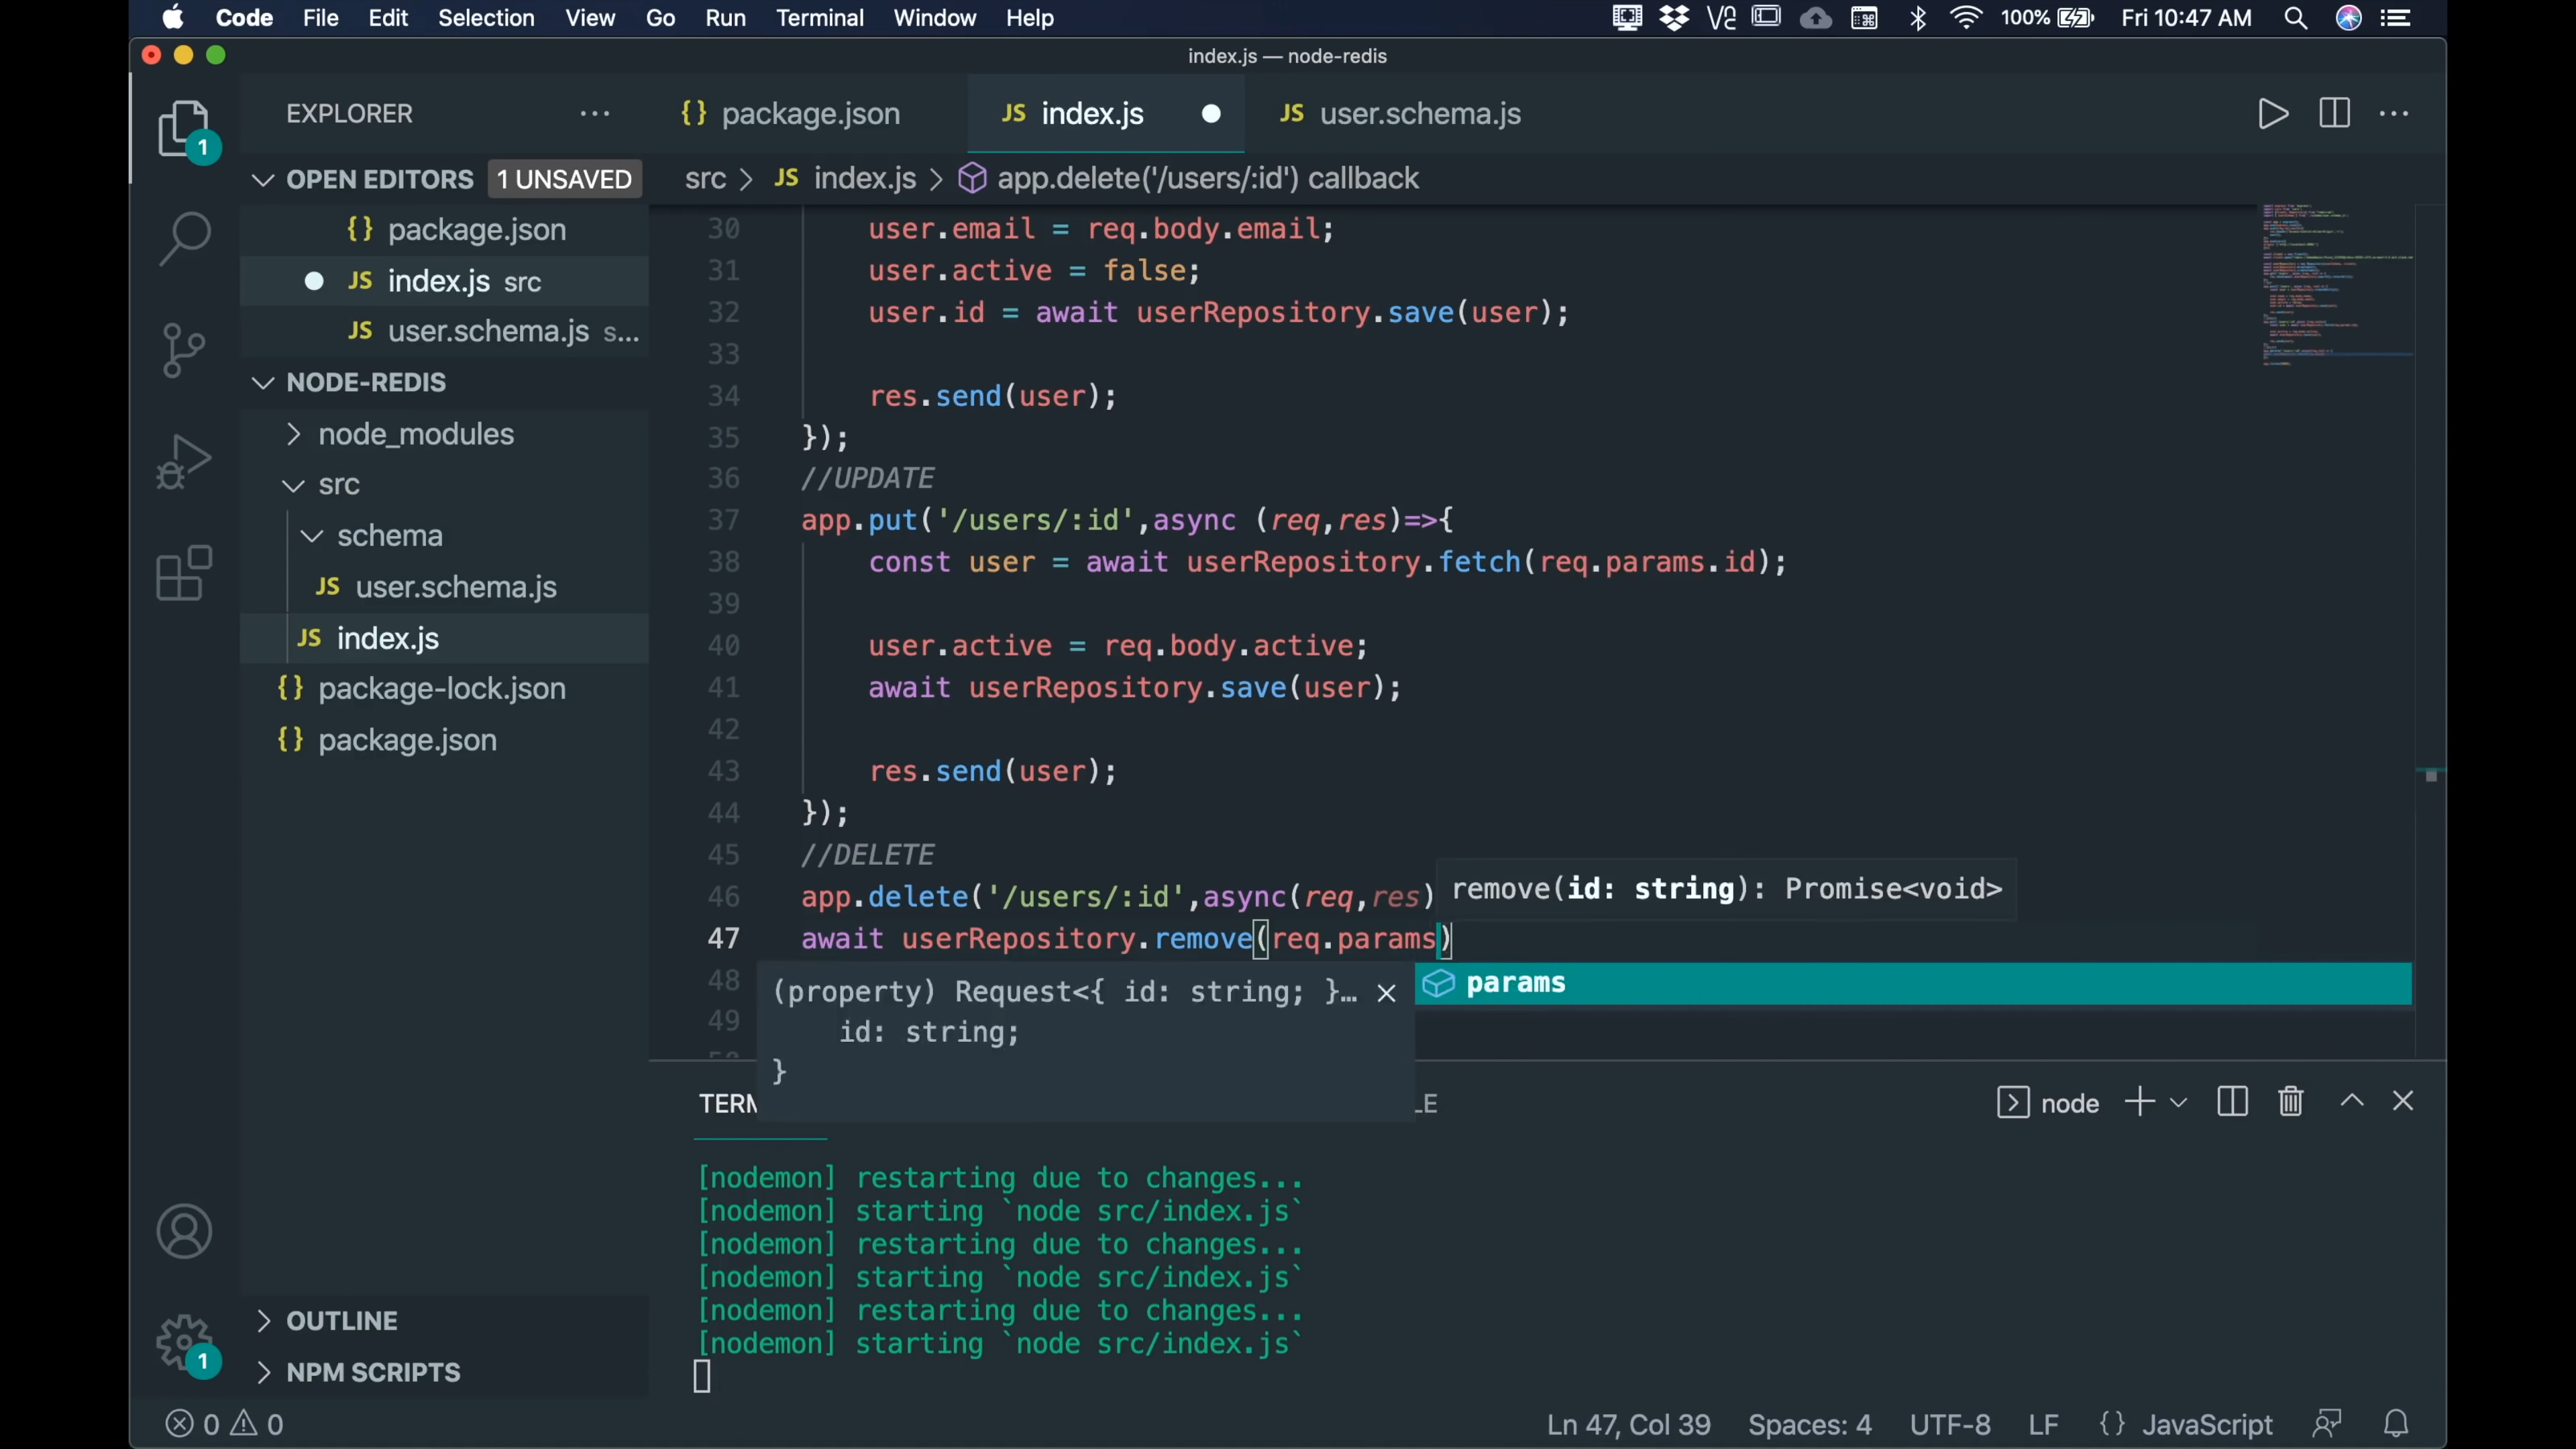 Code File Edit Selection View Go Run Terminal Window Help 100% Fri 10:47 AM
index.js — node-redis
EXPLORER
{} package.json
JS index.js
JS user.schema.js
1
OPEN EDITORS 1 UNSAVED
src > JS index.js > app.delete('/users/:id') callback
{} package.json
JS index.js src
JS user.schema.js s...
NODE-REDIS
node_modules
src
schema
JS user.schema.js
JS index.js
{} package-lock.json
{} package.json
30 user.email = req.body.email;
31 user.active = false;
32 user.id = await userRepository.save(user);
33
34 res.send(user);
35 });
36 //UPDATE
37 app.put('/users/:id',async (req,res)=>{
38 const user = await userRepository.fetch(req.params.id);
39
40 user.active = req.body.active;
41 await userRepository.save(user);
42
43 res.send(user);
44 });
45 //DELETE
46 app.delete('/users/:id',async(req,res)
remove(id: string): Promise<void>
47 await userRepository.remove(req.params)
48
49
params
(property) Request<{ id: string; }…
id: string;
}
node
[nodemon] restarting due to changes...
[nodemon] starting `node src/index.js`
[nodemon] restarting due to changes...
[nodemon] starting `node src/index.js`
[nodemon] restarting due to changes...
[nodemon] starting `node src/index.js`
OUTLINE
1
NPM SCRIPTS
0 0
Ln 47, Col 39 Spaces: 4 UTF-8 LF {} JavaScript